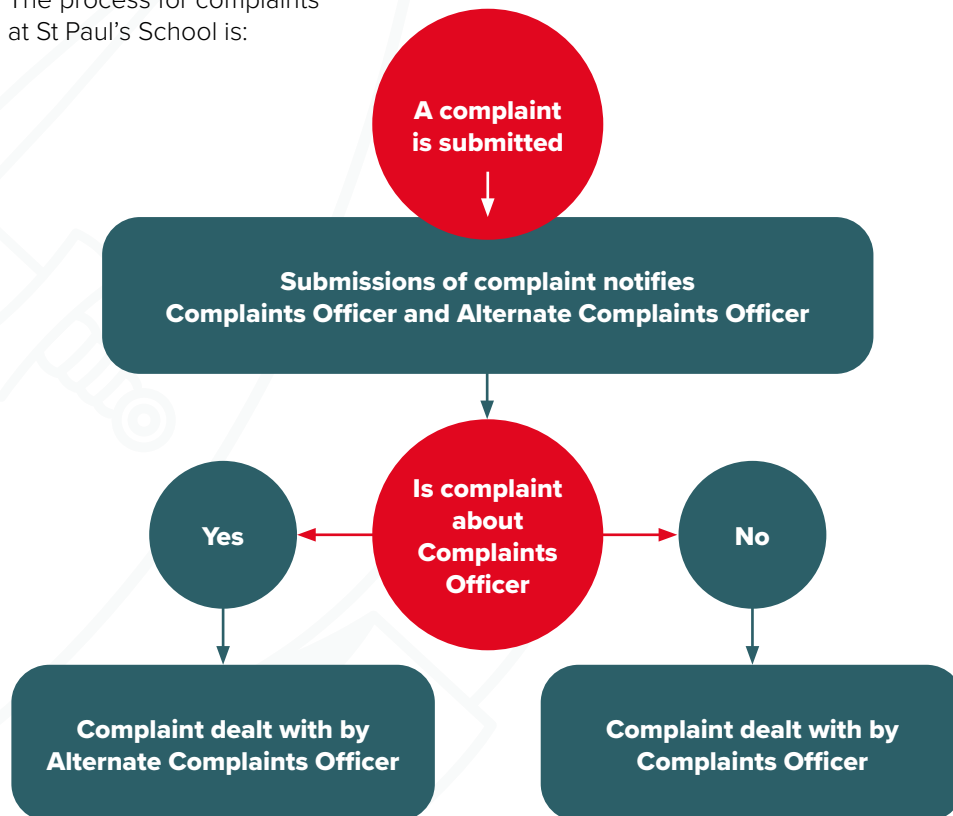 The process for complaints
at St Paul’s School is:
A complaint
is submitted
Submissions of complaint notifies
Complaints Officer and Alternate Complaints Officer
Is complaint
about
Complaints
Officer
Yes
No
Complaint dealt with by
Alternate Complaints Officer
Complaint dealt with by
Complaints Officer